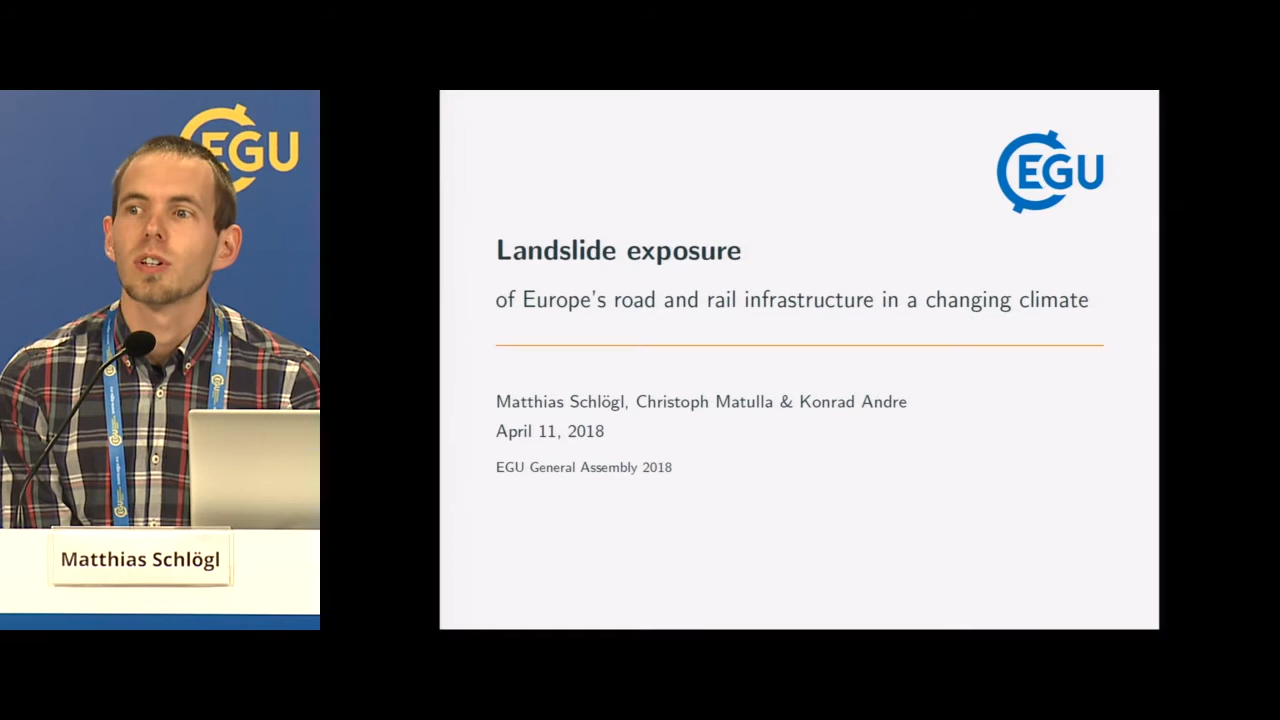 EGU
Matthias Schlögl
EGU
Landslide exposure
of Europe's road and rail infrastructure in a changing climate
Matthias Schlögl, Christoph Matulla & Konrad Andre
April 11, 2018
EGU General Assembly 2018